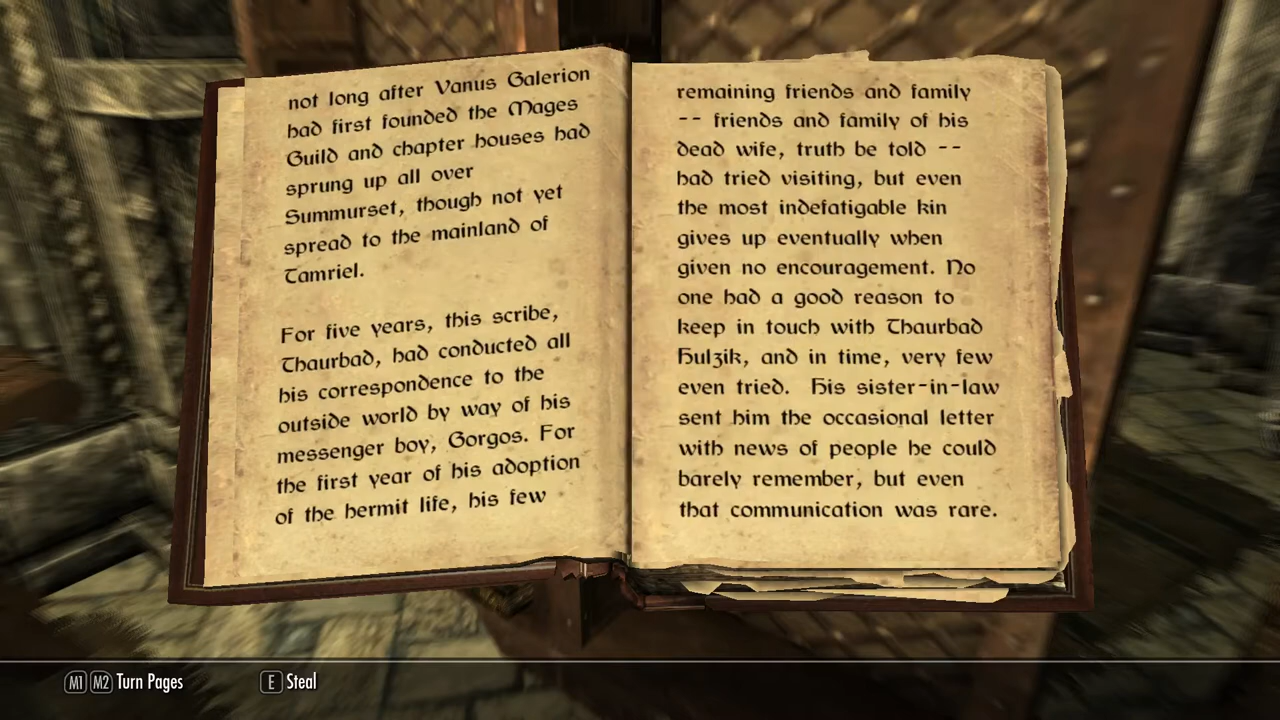 not long after Vanus Galerion
had first founded the Mages
Guild and chapter houses had
sprung up all over
Summurset, though not yet
spread to the mainland of
Tamriel.
For five years, this scribe,
Thaurbad, had conducted all
his correspondence to the
outside world by way of his
messenger boy, Gorgos. For
the first year of his adoption
of the hermit life, his few
remaining friends and family
-- friends and family of his
dead wife, truth be told --
had tried visiting, but even
the most indefatigable kin
gives up eventually when
given no encouragement. No
one had a good reason to
keep in touch with Thaurbad
Hulzik, and in time, very few
even tried. His sister-in-law
sent him the occasional letter
with news of people he could
barely remember, but even
that communication was rare.
M1 M2 Turn Pages
E Steal